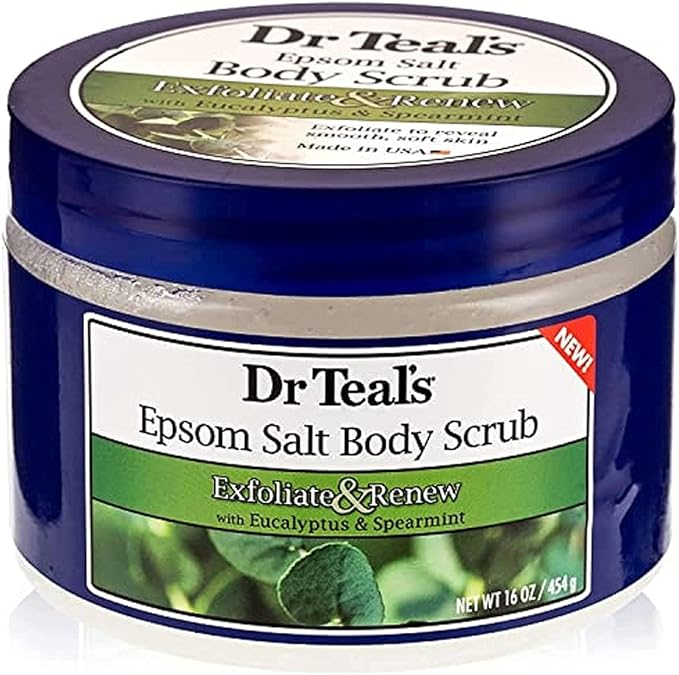 Dr Teal's
Epsom Salt
Body Scrub
Exfoliate&Renew
with Eucalyptus & Spearmint
Exfoliate to reveal
smooth, soft skin
Made in USA
NEW!
Dr Teal's
Epsom Salt Body Scrub
Exfoliate&Renew
with Eucalyptus & Spearmint
NET WT 16 OZ / 454 g